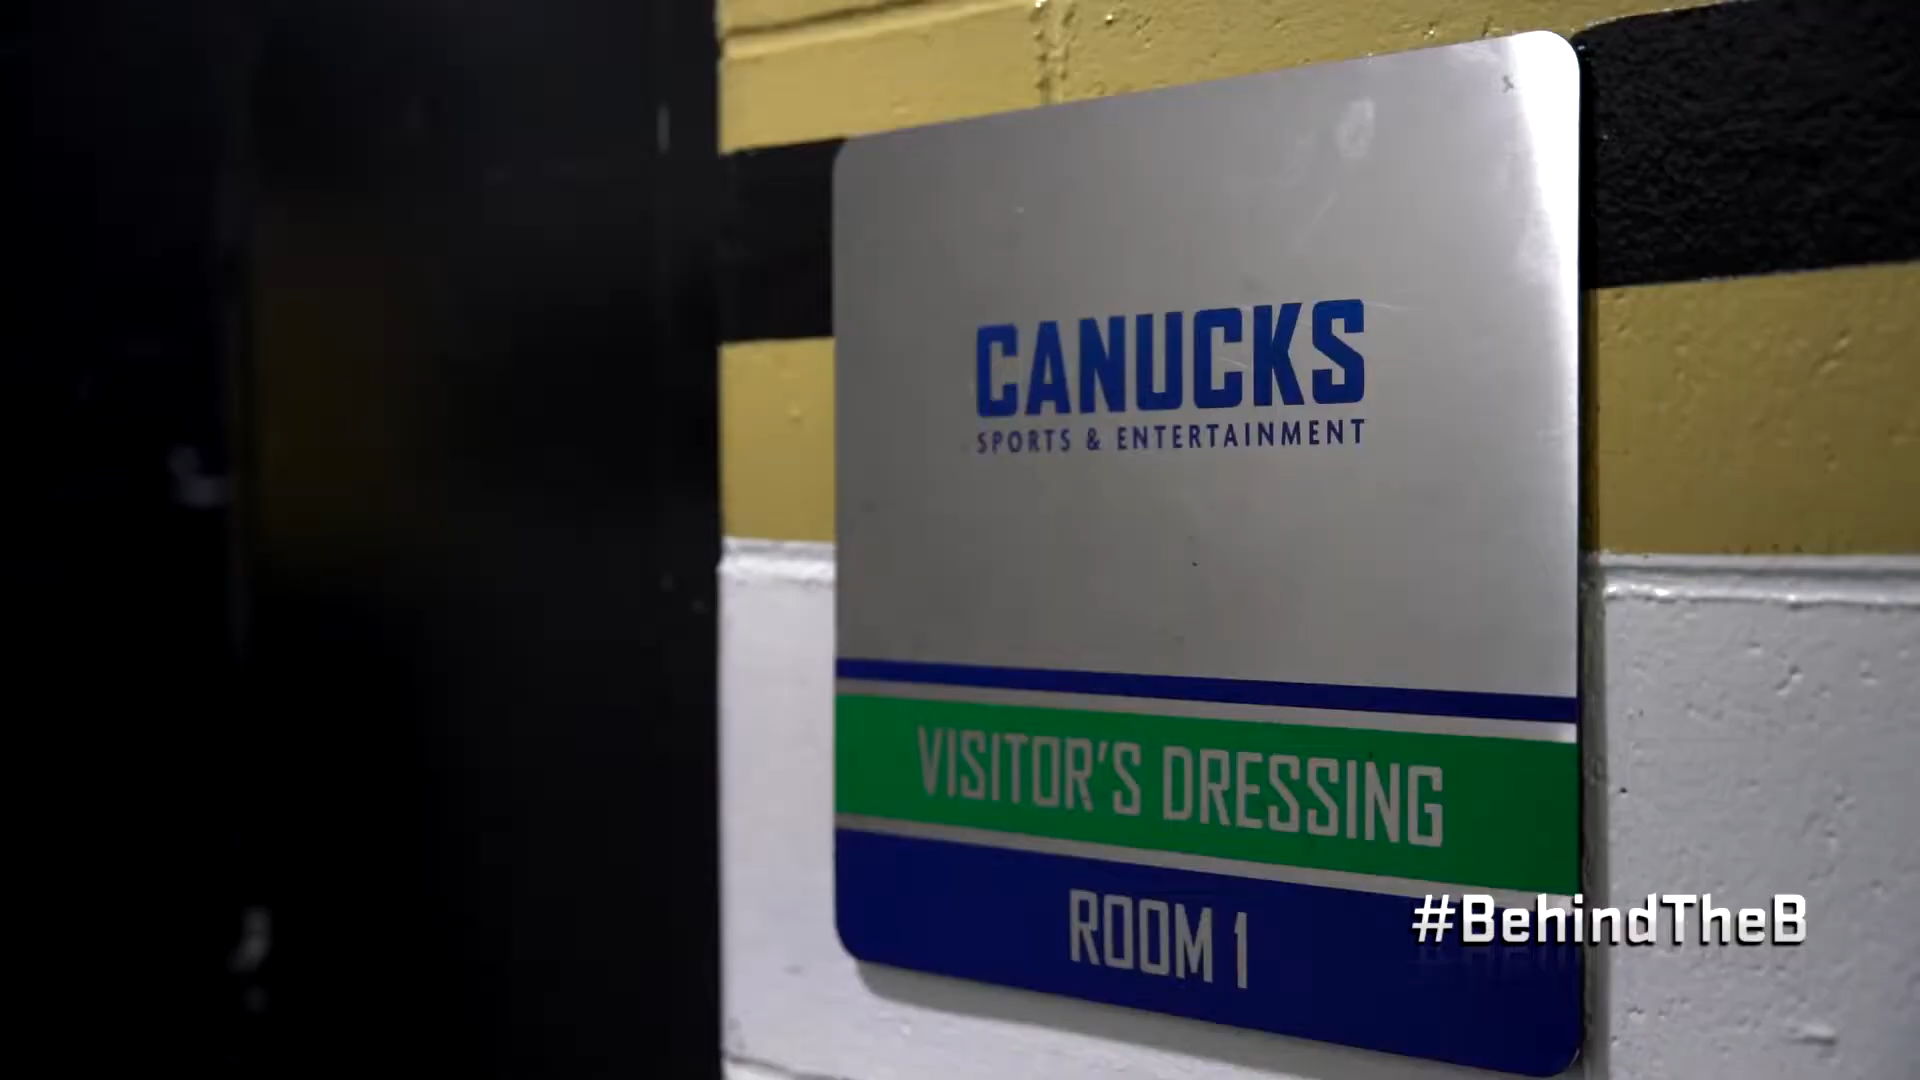 CANUCKS
SPORTS & ENTERTAINMENT
VISITOR'S DRESSING
ROOM 1
#BehindTheB